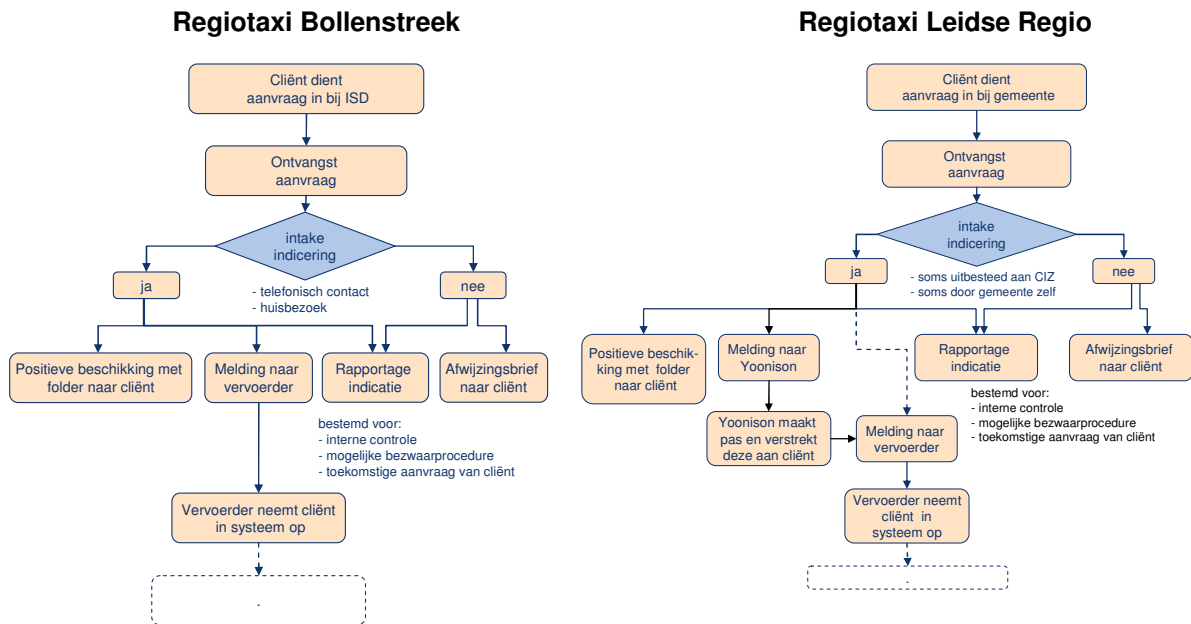 Regiotaxi Bollenstreek
Cliënt dient
aanvraag in bij ISD
Ontvangst
aanvraag
intake
indicering
ja
nee
- telefonisch contact
- huisbezoek
Positieve beschikking met
folder naar cliënt
Melding naar
vervoerder
Rapportage
indicatie
Afwijzingsbrief
naar cliënt
bestemd voor:
- interne controle
- mogelijke bezwaarprocedure
- toekomstige aanvraag van cliënt
Vervoerder neemt cliënt
in systeem op
.
Regiotaxi Leidse Regio
Cliënt dient
aanvraag in bij gemeente
Ontvangst
aanvraag
intake
indicering
ja
nee
- soms uitbesteed aan CIZ
- soms door gemeente zelf
Positieve beschik-
king met folder
naar cliënt
Melding naar
Yoonison
Rapportage
indicatie
Afwijzingsbrief
naar cliënt
bestemd voor:
- interne controle
- mogelijke bezwaarprocedure
- toekomstige aanvraag van cliënt
Yoonison maakt
pas en verstrekt
deze aan cliënt
Melding naar
vervoerder
Vervoerder neemt
cliënt in
systeem op
.